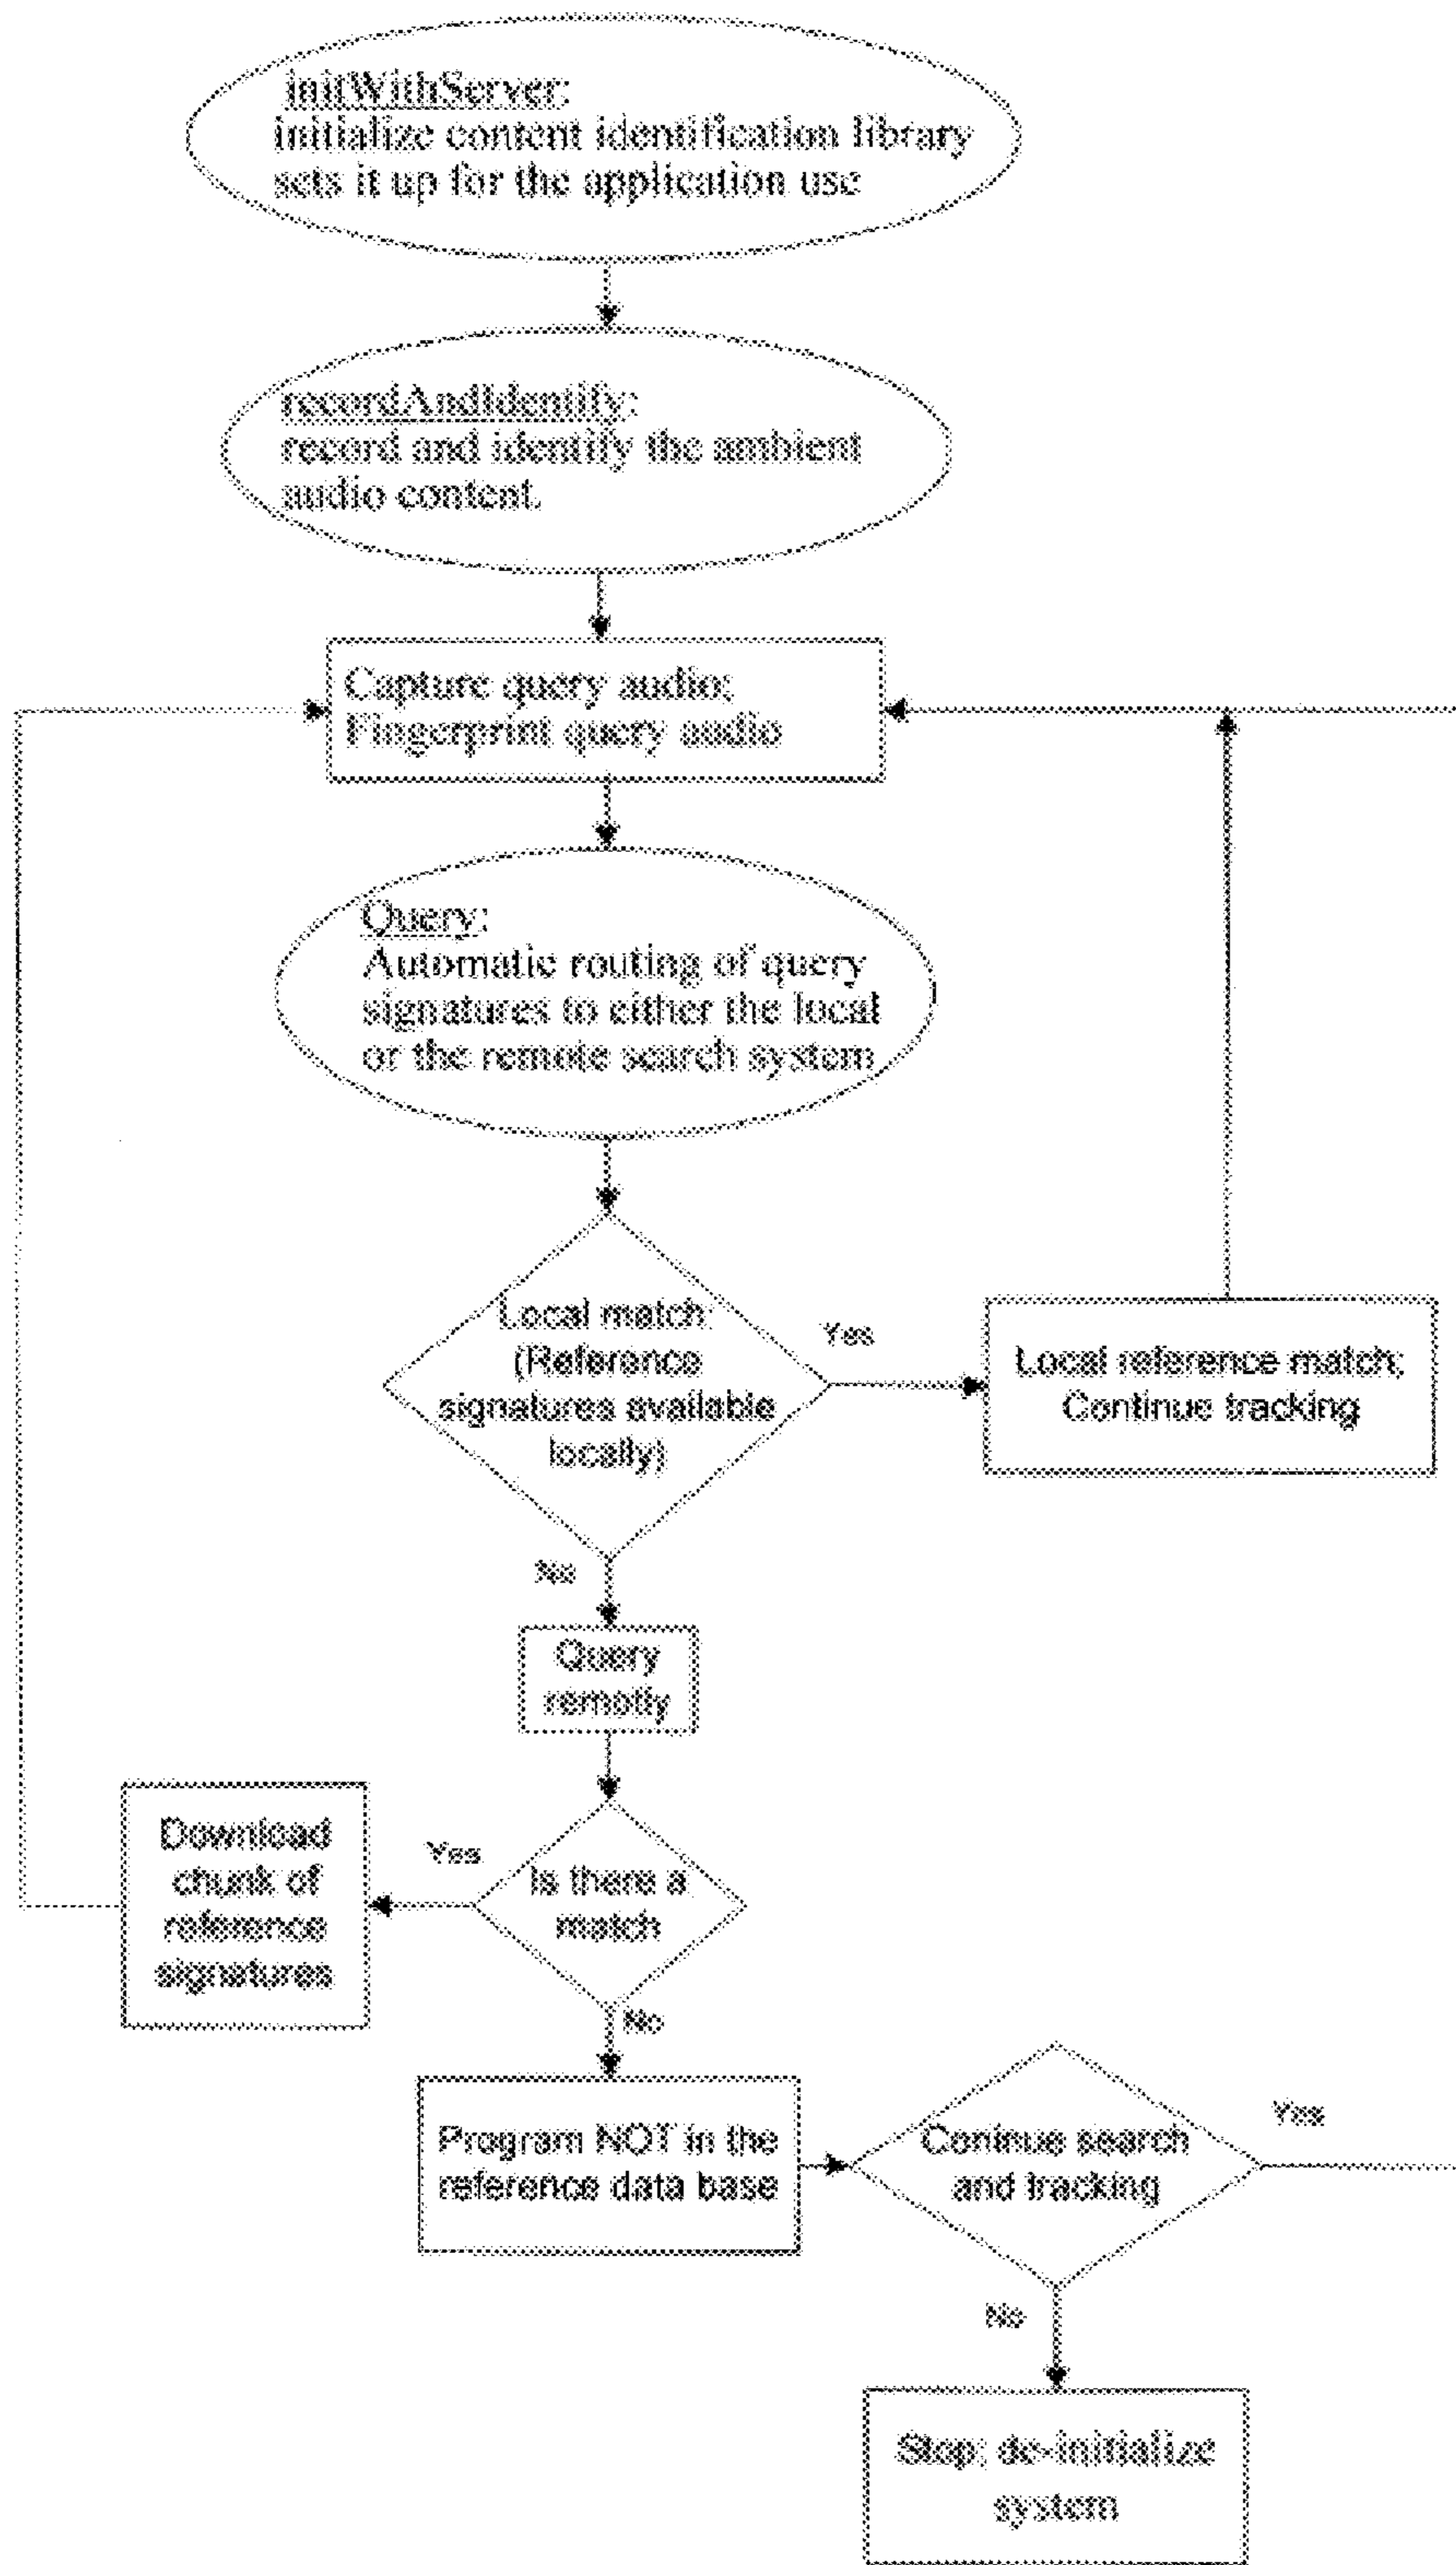 initWithServer:
initialize content identification library
sets it up for the application use
recordAndIdentify:
record and identify the ambient
audio content.
Capture query audio;
Fingerprint query audio
Query:
Automatic routing of query
signatures to either the local
or the remote search system
Local match
(Reference
signatures available
locally)
Yes
Local reference match;
Continue tracking
No
Query
remotly
Is there a
match
Yes
Download
chunk of
reference
signatures
No
Program NOT in the
reference data base
Coninue search
and tracking
Yes
No
Stop; de-initialize
system